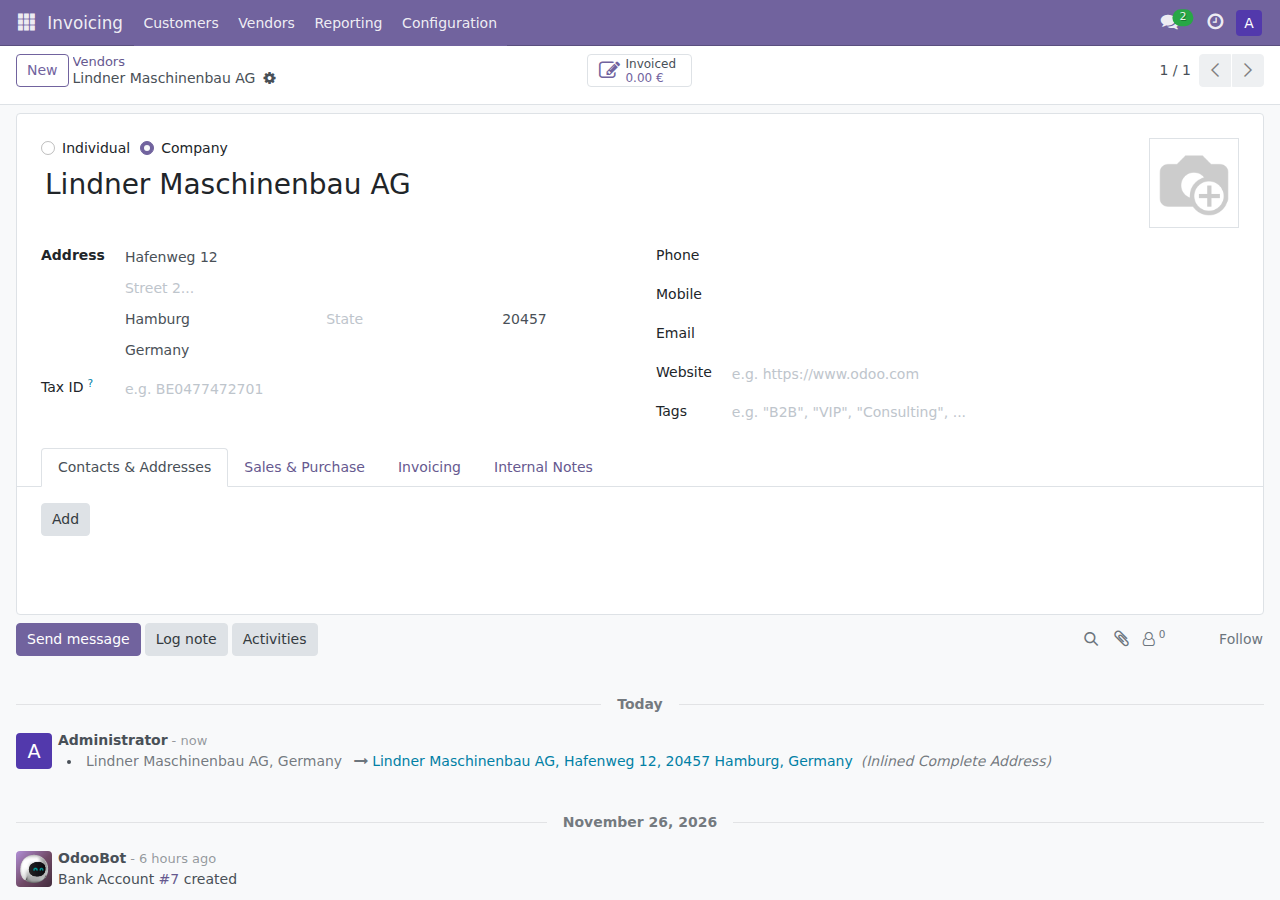 Invoicing Customers Vendors Reporting Configuration 2 A
New Vendors Invoiced 1 / 1
Lindner Maschinenbau AG 0.00 €
Individual Company
Lindner Maschinenbau AG
Address Hafenweg 12 Phone
Street 2... Mobile
Hamburg State 20457 Email
Germany Website e.g. https://www.odoo.com
Tax ID ? e.g. BE0477472701 Tags e.g. "B2B", "VIP", "Consulting", ...
Contacts & Addresses Sales & Purchase Invoicing Internal Notes
Add
Send message Log note Activities 0 Follow
Today
A Administrator - now
• Lindner Maschinenbau AG, Germany → Lindner Maschinenbau AG, Hafenweg 12, 20457 Hamburg, Germany (Inlined Complete Address)
November 26, 2026
OdooBot - 6 hours ago
Bank Account #7 created